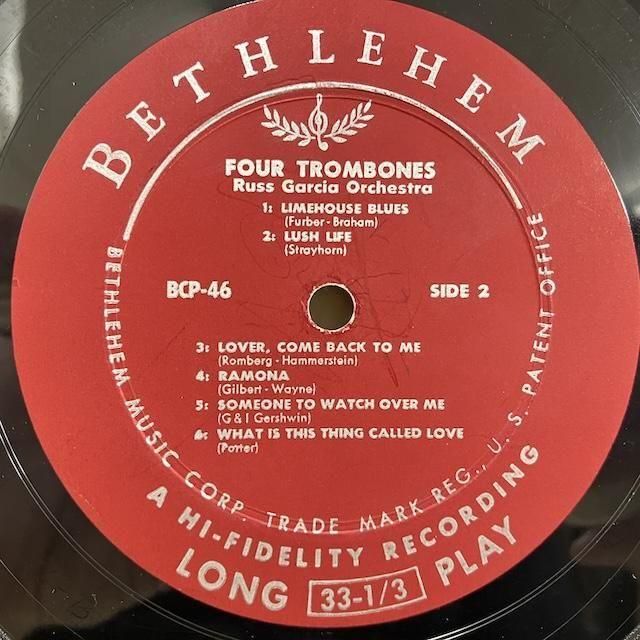 BETHLEHEM
FOUR TROMBONES
Russ Garcia Orchestra
1: LIMEHOUSE BLUES
(Furber-Braham)
2: LUSH LIFE
(Strayhorn)
BCP-46
SIDE 2
3: LOVER, COME BACK TO ME
(Romberg-Hammerstein)
4: RAMONA
(Gilbert-Wayne)
5: SOMEONE TO WATCH OVER ME
(G & I Gershwin)
6: WHAT IS THIS THING CALLED LOVE
(Porter)
BETHLEHEM MUSIC CORP. TRADE MARK REG., U. S. PATENT OFFICE
A HI-FIDELITY RECORDING
LONG 33-1/3 PLAY